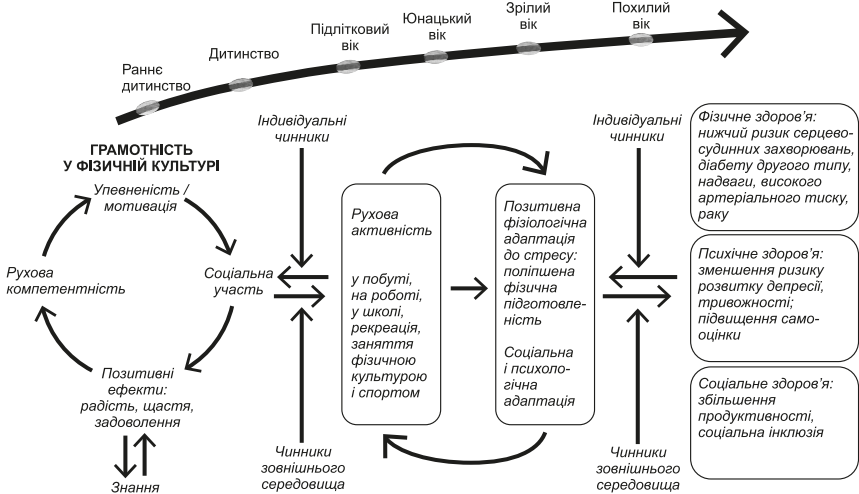 Раннє
дитинство
Дитинство
Підлітковий
вік
Юнацький
вік
Зрілий
вік
Похилий
вік
ГРАМОТНІСТЬ
У ФІЗИЧНІЙ КУЛЬТУРІ
Упевненість /
мотивація
Рухова
компетентність
Соціальна
участь
Позитивні
ефекти:
радість, щастя,
задоволення
Знання
Індивідуальні
чинники
Чинники
зовнішнього
середовища
Рухова
активність
у побуті,
на роботі,
у школі,
рекреація,
заняття
фізичною
культурою
і спортом
Позитивна
фізіологічна
адаптація
до стресу:
поліпшена
фізична
підготовле-
ність
Соціальна
і психоло-
гічна
адаптація
Індивідуальні
чинники
Чинники
зовнішнього
середовища
Фізичне здоров’я:
нижчий ризик серцево-
судинних захворювань,
діабету другого типу,
надваги, високого
артеріального тиску,
раку
Психічне здоров’я:
зменшення ризику
розвитку депресії,
тривожності;
підвищення само-
оцінки
Соціальне здоров’я:
збільшення
продуктивності,
соціальна інклюзія